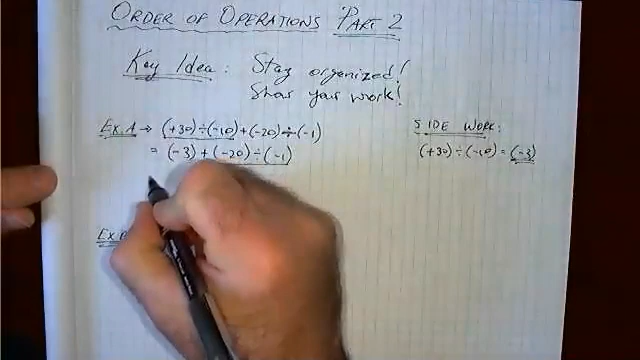 ORDER OF OPERATIONS PART 2
Key Idea: Stay organized!
Show your work!
Ex. A → (+30)÷(-10)+(-20)÷(-1)
= (-3)+(-20)÷(-1)
SIDE WORK:
(+30)÷(-10)=(-3)
Ex.